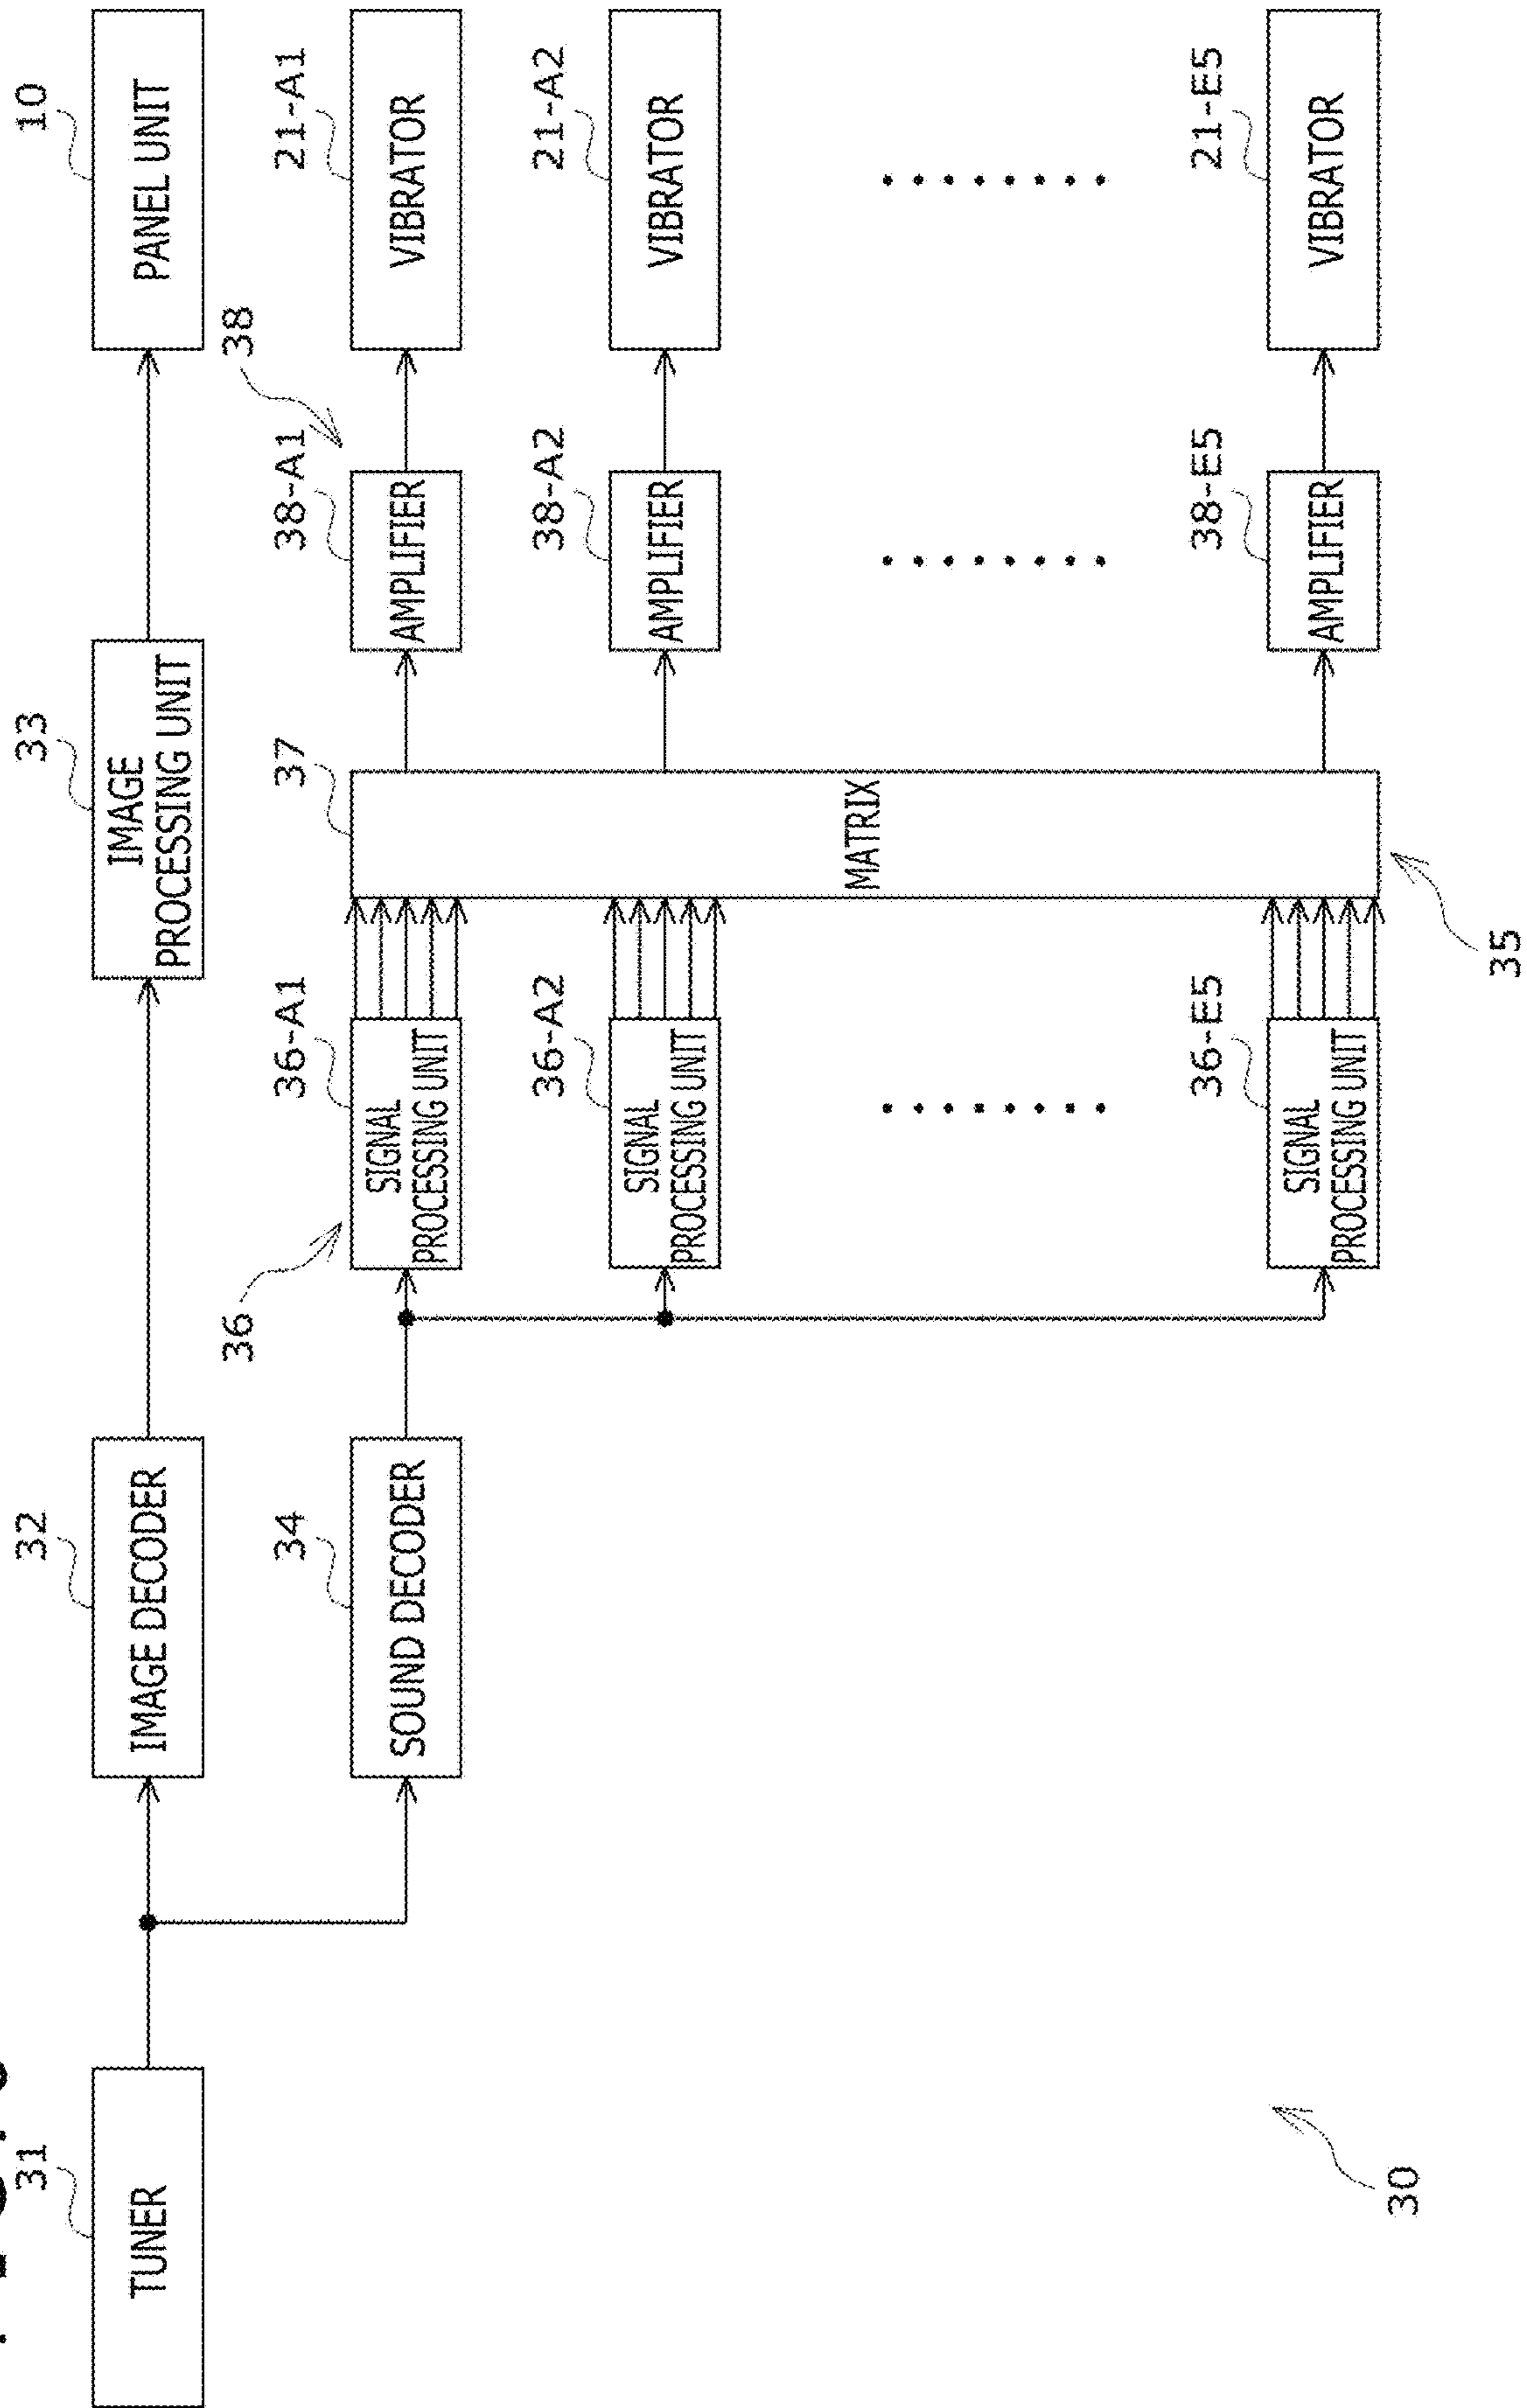 31
TUNER
32
IMAGE DECODER
33
IMAGE
PROCESSING UNIT
10
PANEL UNIT
34
SOUND DECODER
36
36-A1
SIGNAL
PROCESSING UNIT
37
MATRIX
38
38-A1
AMPLIFIER
21-A1
VIBRATOR
36-A2
SIGNAL
PROCESSING UNIT
38-A2
AMPLIFIER
21-A2
VIBRATOR
36-E5
SIGNAL
PROCESSING UNIT
38-E5
AMPLIFIER
21-E5
VIBRATOR
30
35